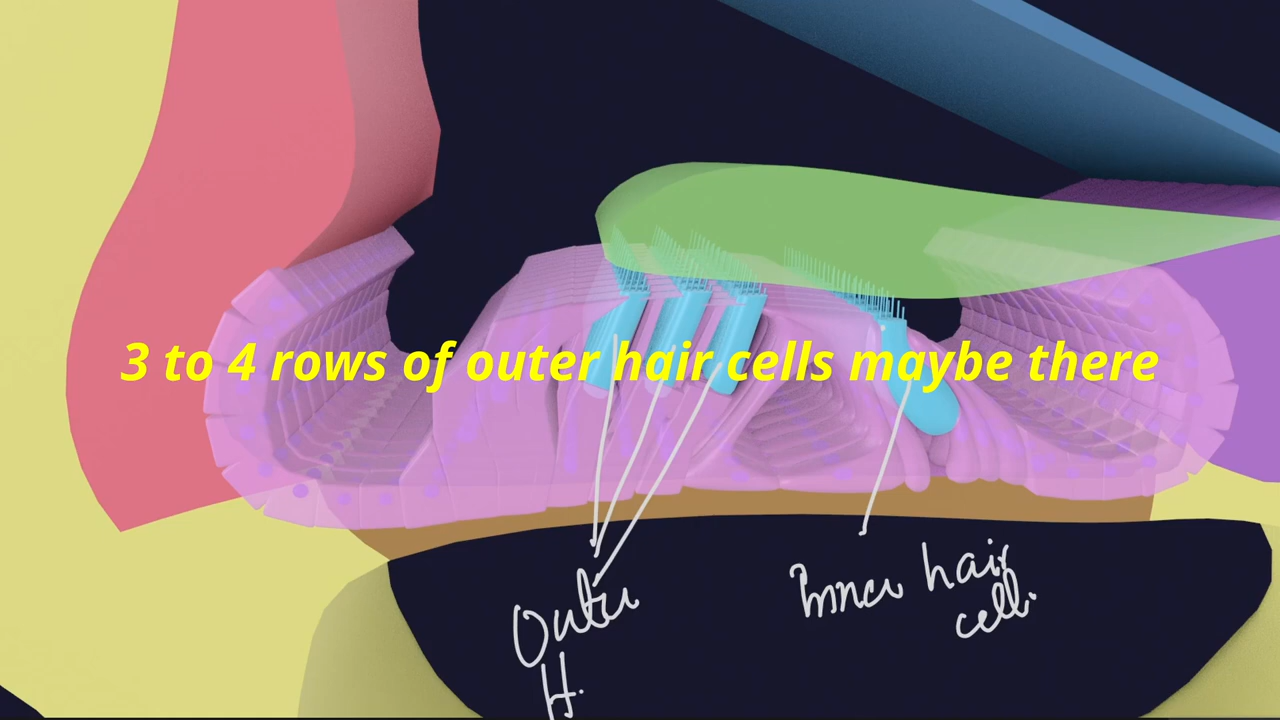 3 to 4 rows of outer hair cells maybe there
Outer
H.
Inner hair
cell.